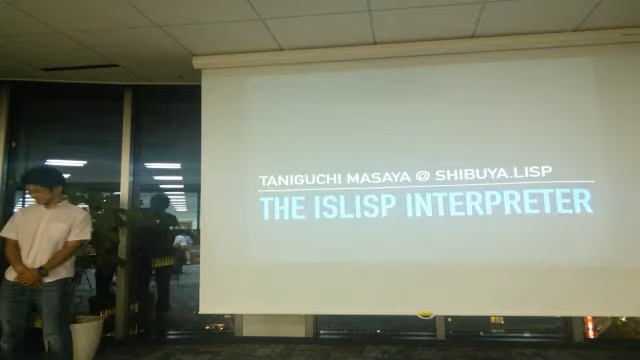 TANIGUCHI MASAYA @ SHIBUYA.LISP
THE ISLISP INTERPRETER